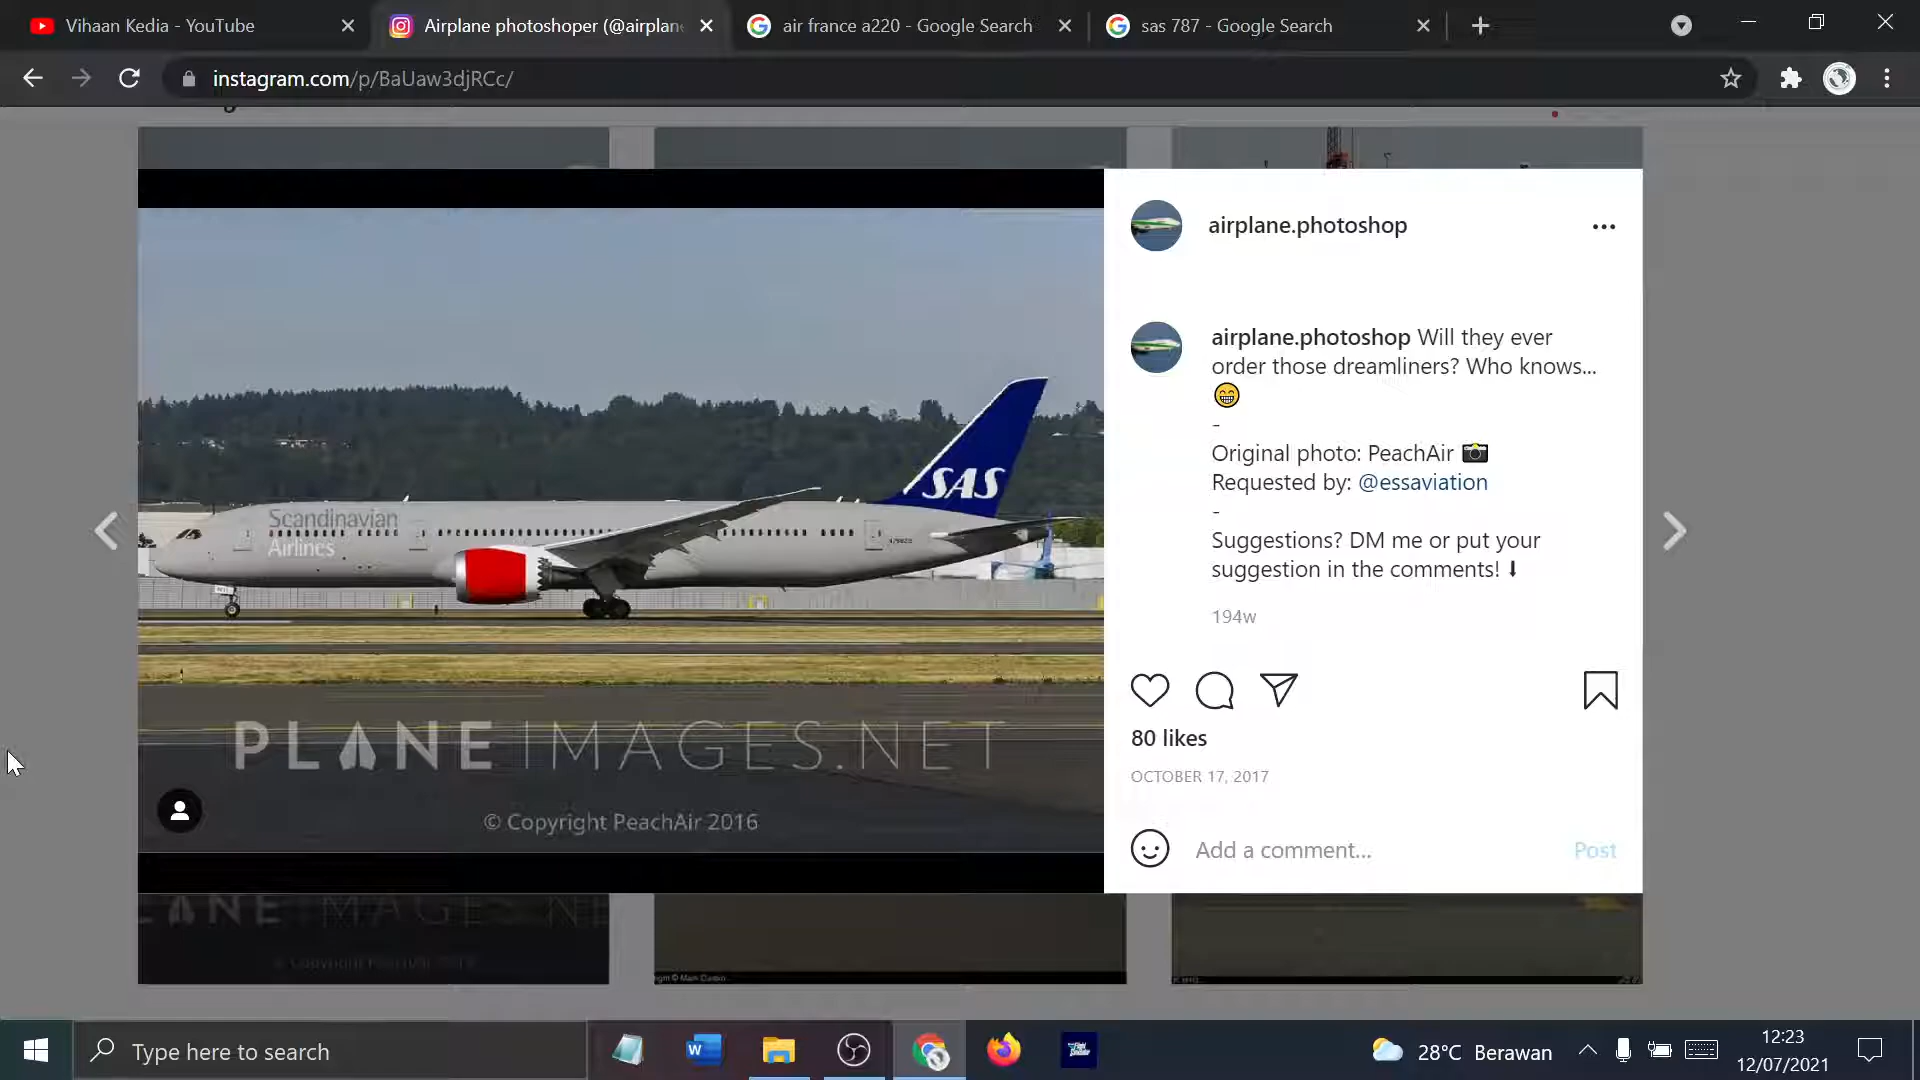 Vihaan Kedia - YouTube
Airplane photoshoper (@airplane
air france a220 - Google Search
sas 787 - Google Search
instagram.com/p/BaUaw3djRCc/
airplane.photoshop
airplane.photoshop Will they ever
order those dreamliners? Who knows...
-
Original photo: PeachAir
Requested by: @essaviation
-
Suggestions? DM me or put your
suggestion in the comments!
194w
SAS
Scandinavian
Airlines
PLANEIMAGES.NET
© Copyright PeachAir 2016
80 likes
OCTOBER 17, 2017
Add a comment...
Post
Type here to search
28°C Berawan
12:23
12/07/2021